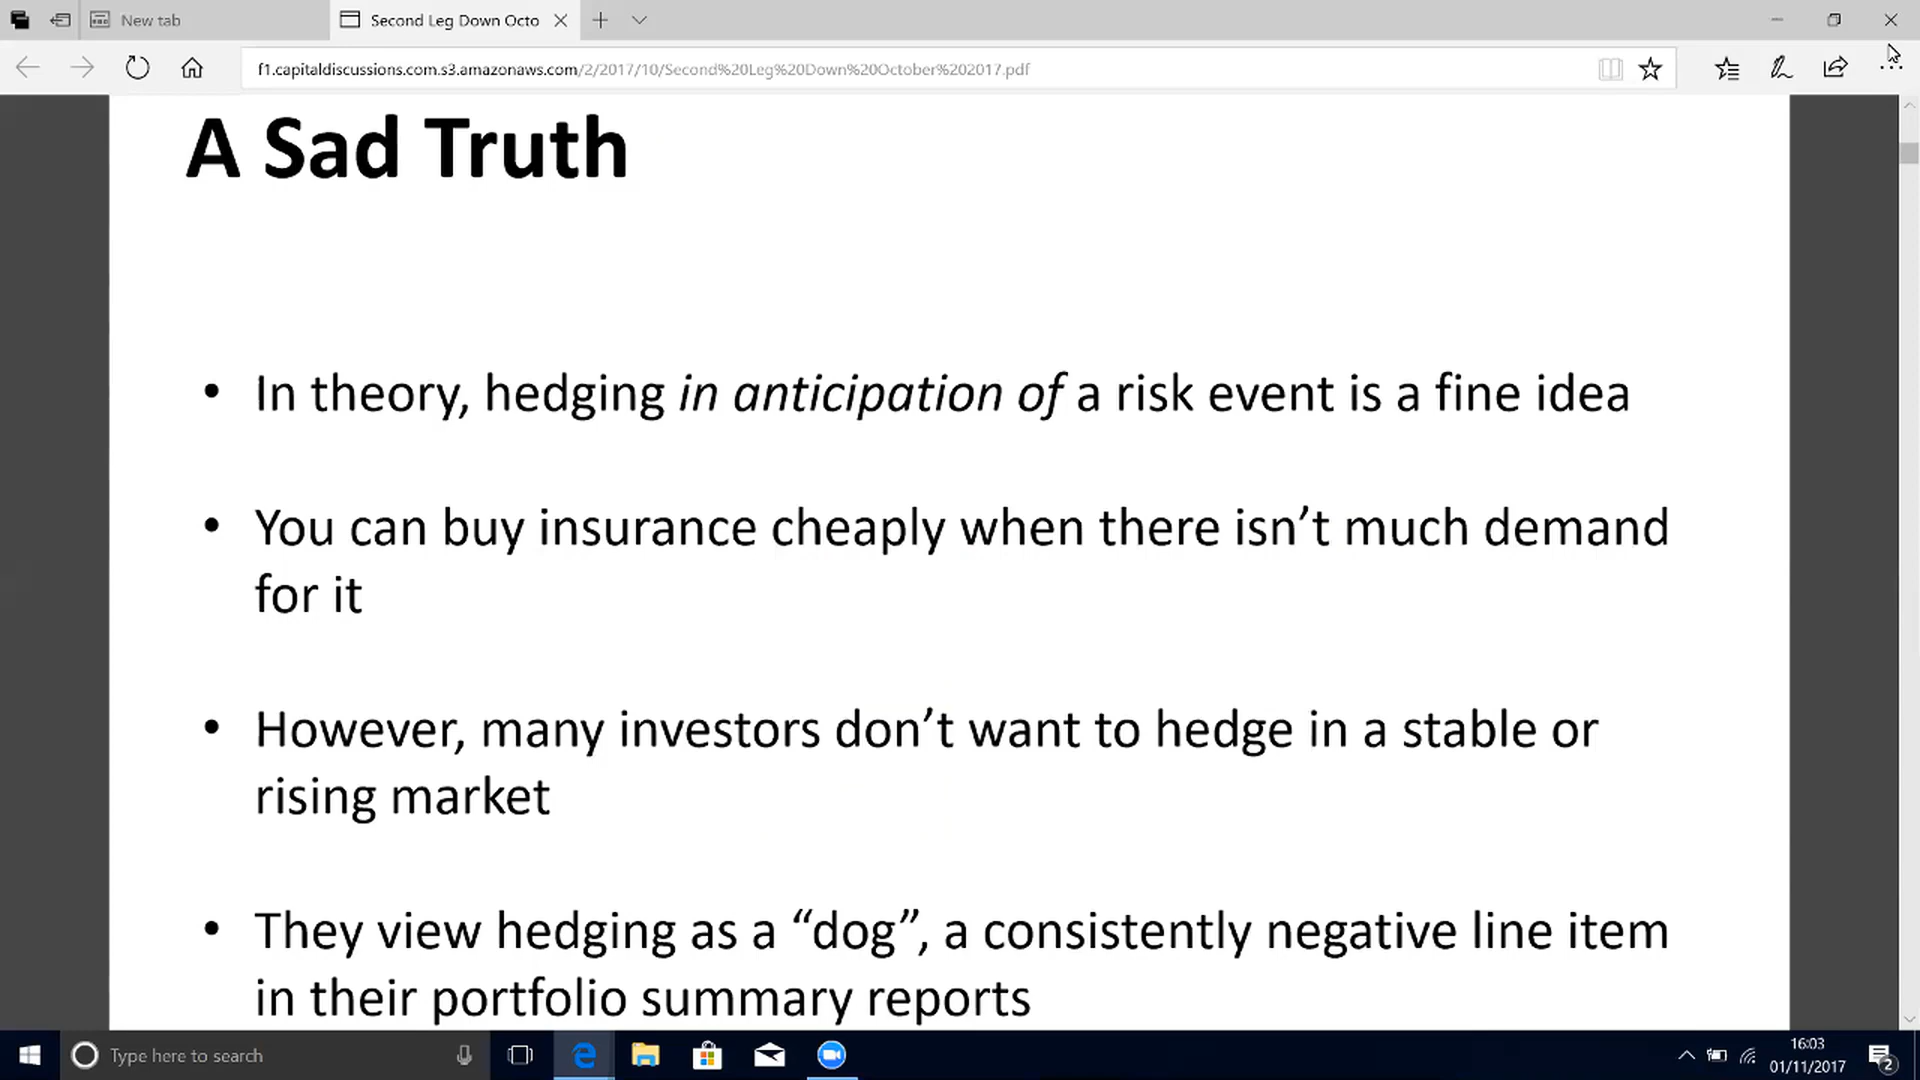 New tab
Second Leg Down Octo
f1.capitaldiscussions.com.s3.amazonaws.com/2/2017/10/Second%20Leg%20Down%20October%202017.pdf
A Sad Truth
• In theory, hedging in anticipation of a risk event is a fine idea
• You can buy insurance cheaply when there isn’t much demand
for it
• However, many investors don’t want to hedge in a stable or
rising market
• They view hedging as a “dog”, a consistently negative line item
in their portfolio summary reports
Type here to search
16:03
01/11/2017
2